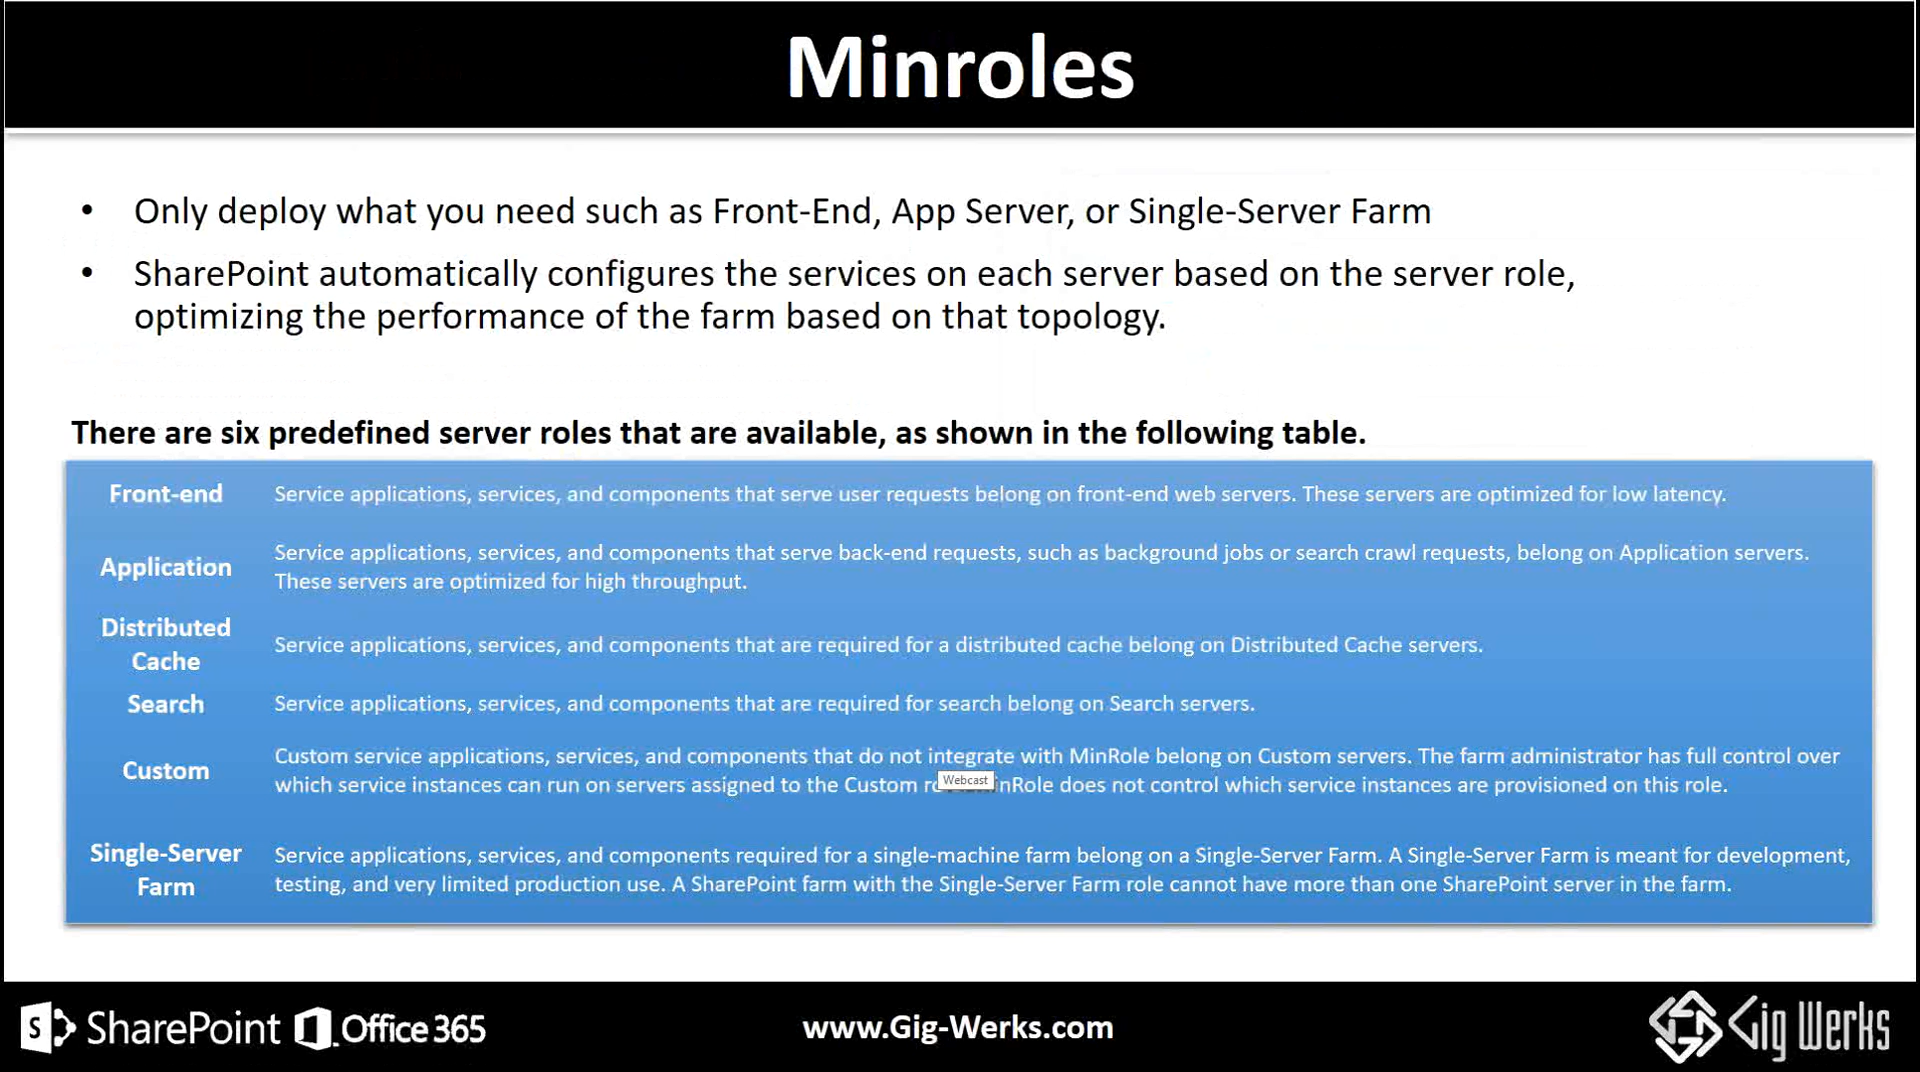 Minroles
• Only deploy what you need such as Front-End, App Server, or Single-Server Farm
• SharePoint automatically configures the services on each server based on the server role,
optimizing the performance of the farm based on that topology.
There are six predefined server roles that are available, as shown in the following table.
Front-end
Service applications, services, and components that serve user requests belong on front-end web servers. These servers are optimized for low latency.
Application
Service applications, services, and components that serve back-end requests, such as background jobs or search crawl requests, belong on Application servers.
These servers are optimized for high throughput.
Distributed
Cache
Service applications, services, and components that are required for a distributed cache belong on Distributed Cache servers.
Search
Service applications, services, and components that are required for search belong on Search servers.
Custom
Custom service applications, services, and components that do not integrate with MinRole belong on Custom servers. The farm administrator has full control over
which service instances can run on servers assigned to the Custom does not control which service instances are provisioned on this role.
Webcast
Single-Server
Farm
Service applications, services, and components required for a single-machine farm belong on a Single-Server Farm. A Single-Server Farm is meant for development,
testing, and very limited production use. A SharePoint farm with the Single-Server Farm role cannot have more than one SharePoint server in the farm.
S SharePoint Office 365
www.Gig-Werks.com
Gig Werks